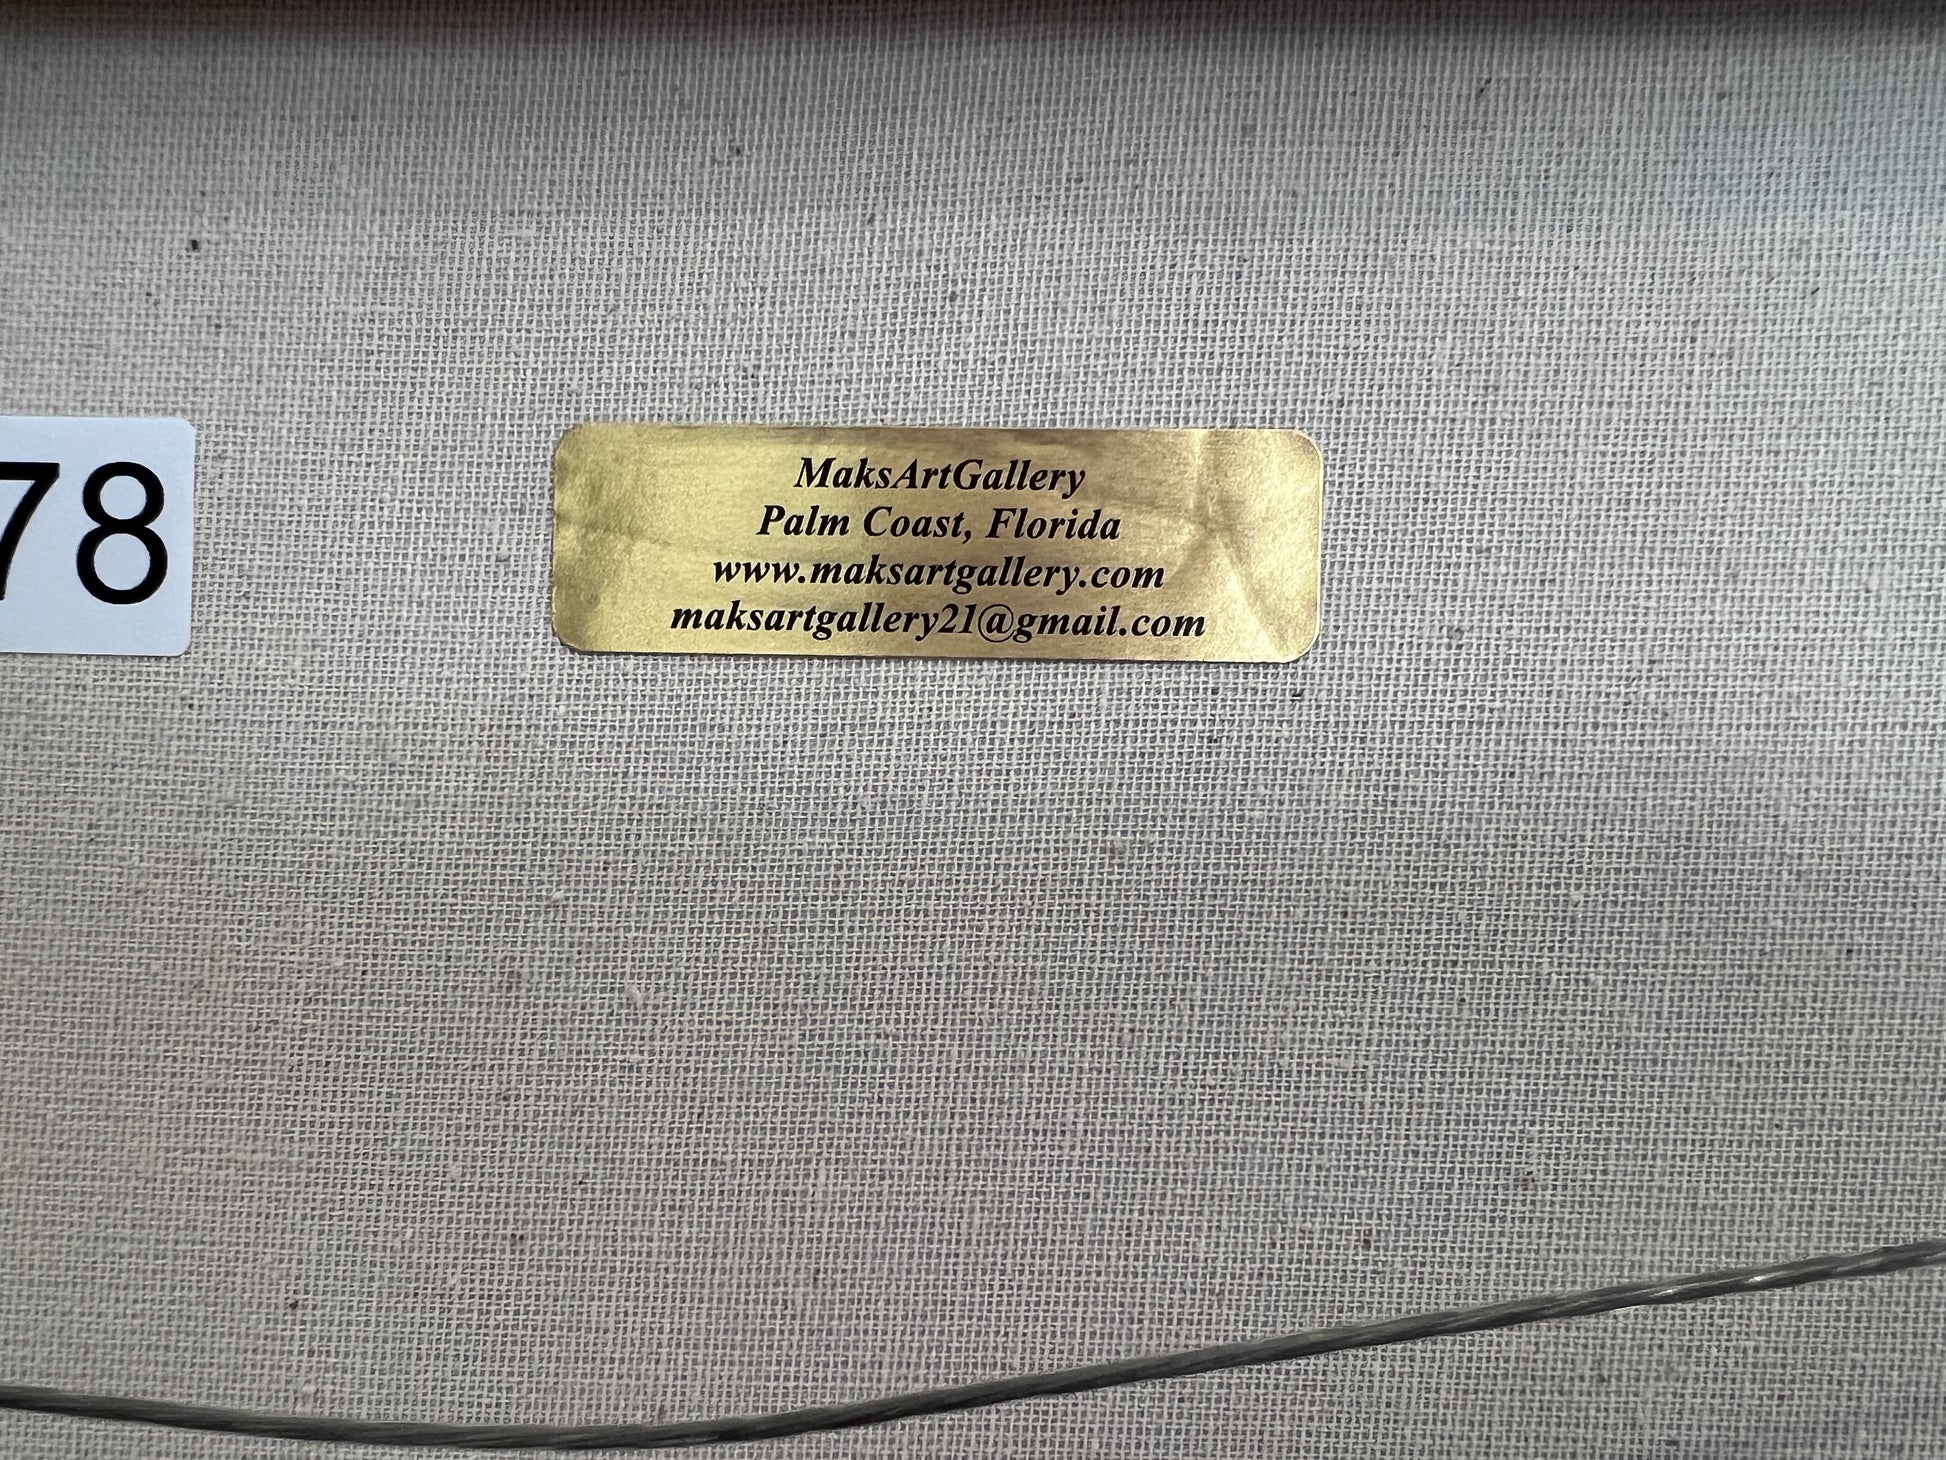 78
MaksArtGallery
Palm Coast, Florida
www.maksartgallery.com
maksartgallery21@gmail.com